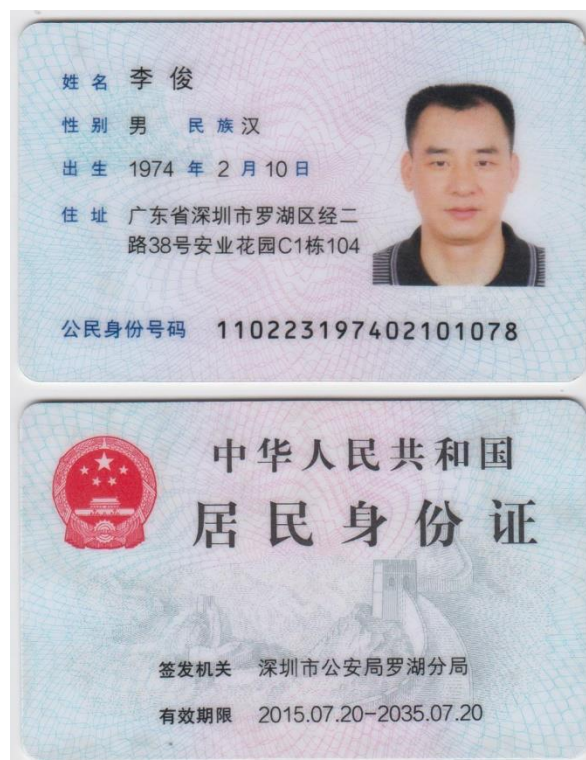 姓名 李俊
性别 男 民族 汉
出生 1974 年 2 月 10 日
住址 广东省深圳市罗湖区经二
路38号安业花园C1栋104
公民身份号码 110223197402101078
中华人民共和国
居民身份证
签发机关 深圳市公安局罗湖分局
有效期限 2015.07.20-2035.07.20